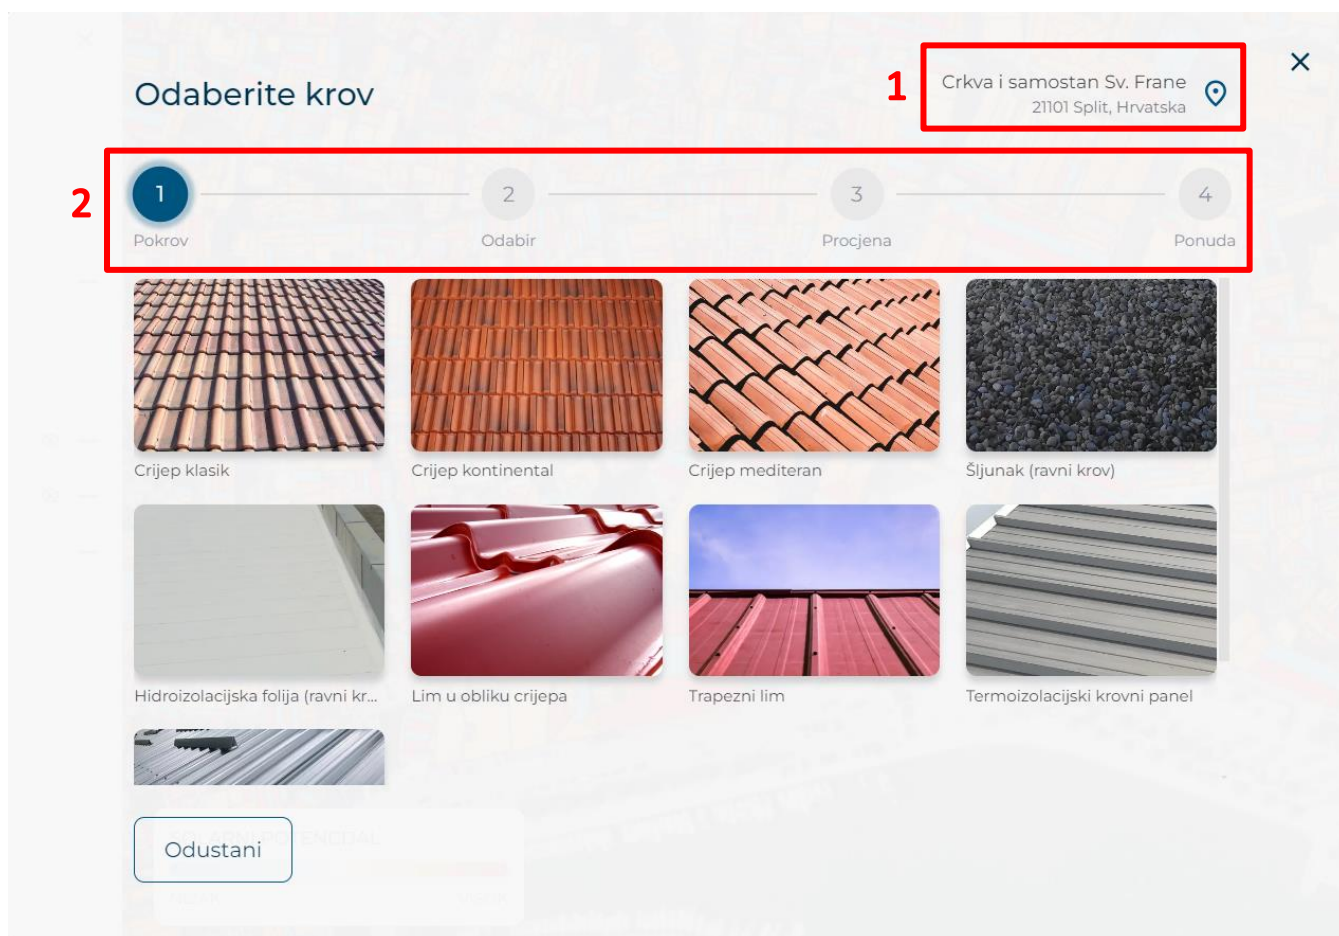 Odaberite krov
1
Crkva i samostan Sv. Frane
21101 Split, Hrvatska
2
1
2
3
4
Pokrov
Odabir
Procjena
Ponuda
Crijep klasik
Crijep kontinental
Crijep mediteran
Šljunak (ravni krov)
Hidroizolacijska folija (ravni kr...
Lim u obliku crijepa
Trapezni lim
Termoizolacijski krovni panel
Odustani